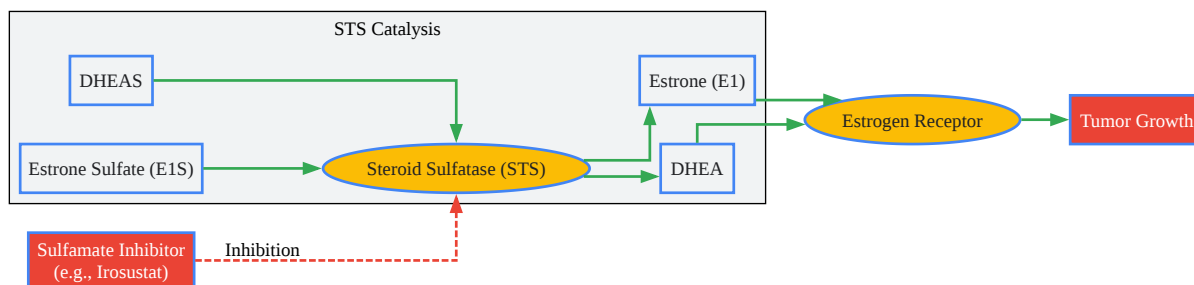 STS Catalysis
DHEAS
Estrone (E1)
Estrogen Receptor
Tumor Growth
Estrone Sulfate (E1S)
Steroid Sulfatase (STS)
DHEA
Sulfamate Inhibitor
(e.g., Irosustat)
Inhibition